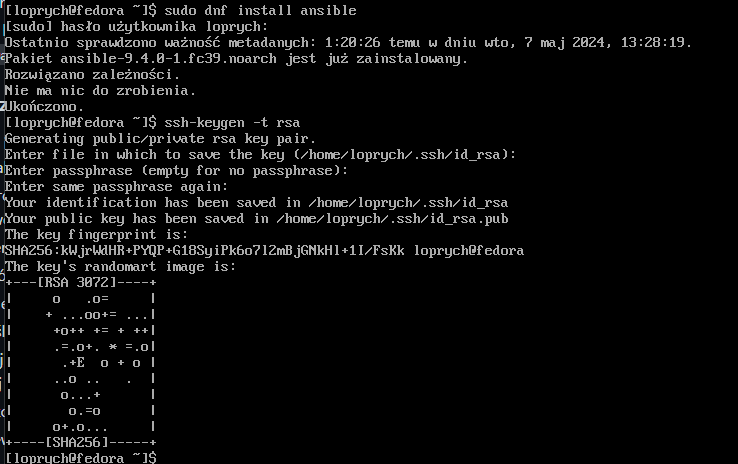 [loprych@fedora ~]$ sudo dnf install ansible
[sudo] hasło użytkownika loprych:
Ostatnio sprawdzono ważność metadanych: 1:20:26 temu w dniu wto, 7 maj 2024, 13:28:19.
Pakiet ansible-9.4.0-1.fc39.noarch jest już zainstalowany.
Rozwiązano zależności.
Nie ma nic do zrobienia.
Ukończono.
[loprych@fedora ~]$ ssh-keygen -t rsa
Generating public/private rsa key pair.
Enter file in which to save the key (/home/loprych/.ssh/id_rsa):
Enter passphrase (empty for no passphrase):
Enter same passphrase again:
Your identification has been saved in /home/loprych/.ssh/id_rsa
Your public key has been saved in /home/loprych/.ssh/id_rsa.pub
The key fingerprint is:
SHA256:kWjrWdHR+PYQP+G18SyiPk6o7l2mBjGNkHl+1I/FsKk loprych@fedora
The key's randomart image is:
+---[RSA 3072]----+
|     o   .o=     |
|    + ...oo+= ...|
|     +o++ += + ++|
|     .=.o+. * =.o|
|      .+E  o + o |
|     ..o ..   .  |
|      o...+      |
|       o.=o      |
|     o+.o...     |
+----[SHA256]-----+
[loprych@fedora ~]$